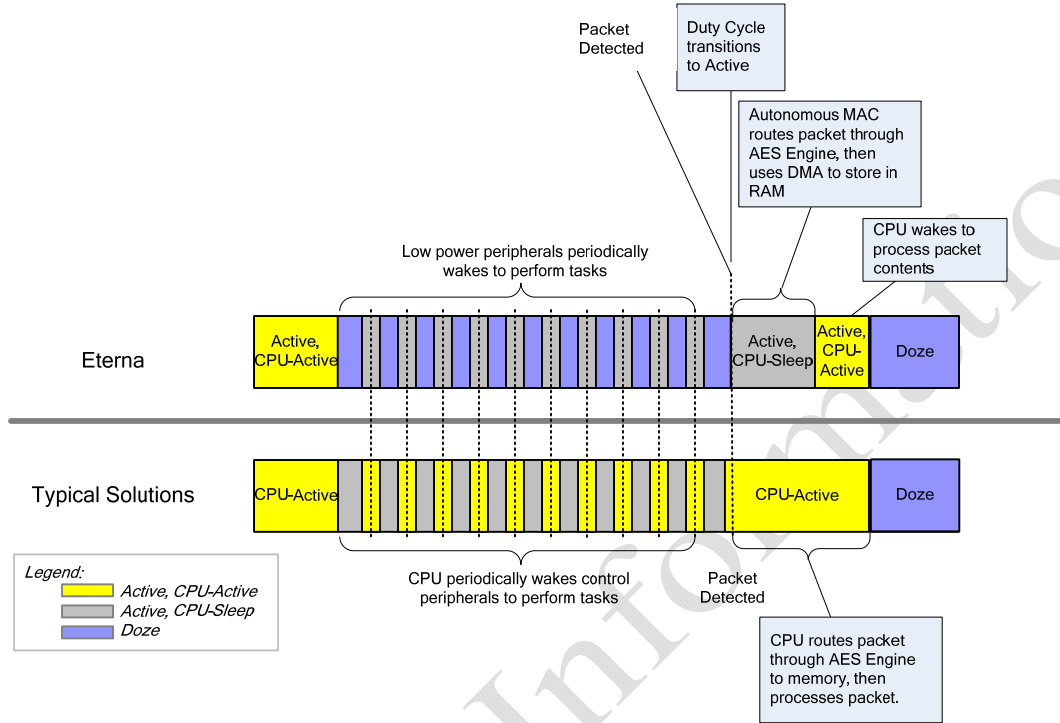 Packet
Detected
Duty Cycle
transitions
to Active
Autonomous MAC
routes packet through
AES Engine, then
uses DMA to store in
RAM
CPU wakes to
process packet
contents
Low power peripherals periodically
wakes to perform tasks
Eterna
Active,
CPU-Active
Active,
CPU-Sleep
Active,
CPU-
Active
Doze
Typical Solutions
CPU-Active
CPU-Active
Doze
CPU periodically wakes control
peripherals to perform tasks
Packet
Detected
CPU routes packet
through AES Engine
to memory, then
processes packet.
Legend:
Active, CPU-Active
Active, CPU-Sleep
Doze
Informatio